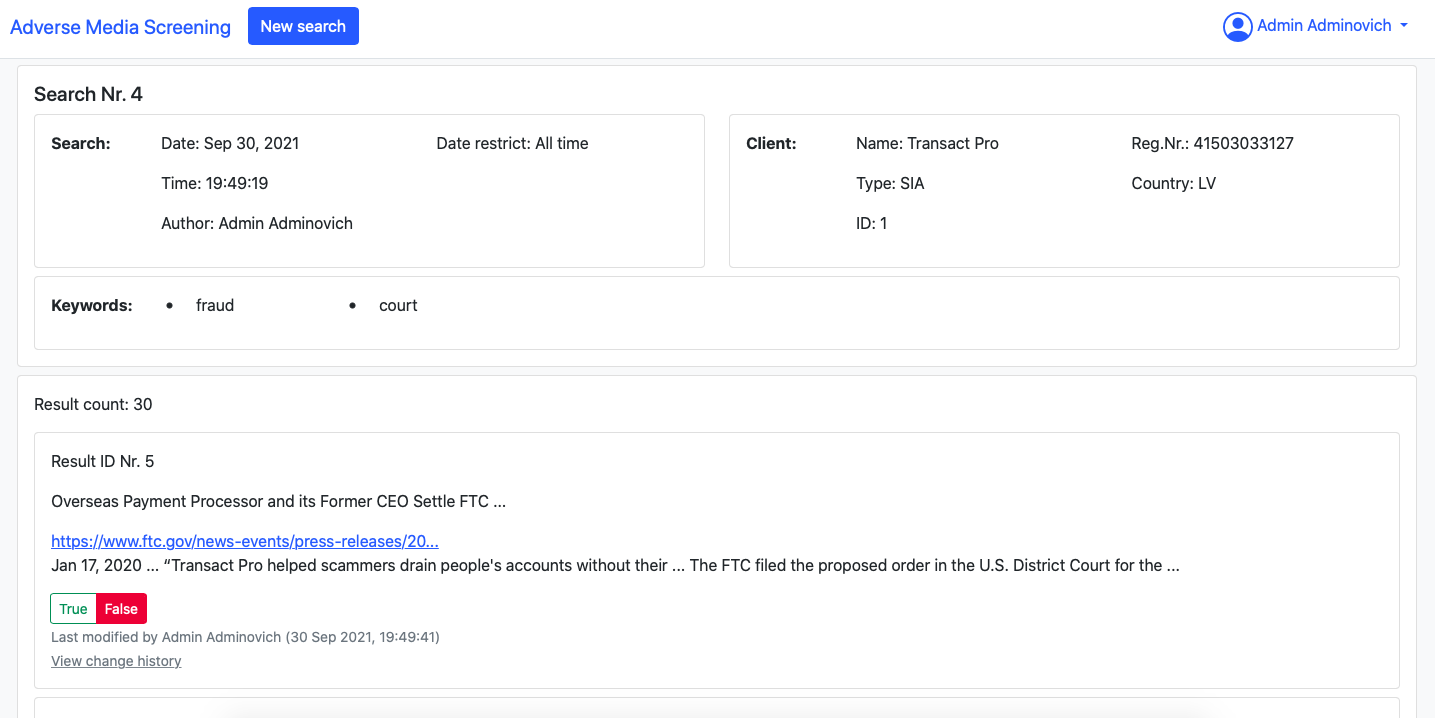 Adverse Media Screening New search Admin Adminovich
Search Nr. 4
Search: Date: Sep 30, 2021 Date restrict: All time
Time: 19:49:19
Author: Admin Adminovich
Client: Name: Transact Pro Reg.Nr.: 41503033127
Type: SIA Country: LV
ID: 1
Keywords: • fraud • court
Result count: 30
Result ID Nr. 5
Overseas Payment Processor and its Former CEO Settle FTC ...
https://www.ftc.gov/news-events/press-releases/20...
Jan 17, 2020 ... “Transact Pro helped scammers drain people's accounts without their ... The FTC filed the proposed order in the U.S. District Court for the ...
True False
Last modified by Admin Adminovich (30 Sep 2021, 19:49:41)
View change history